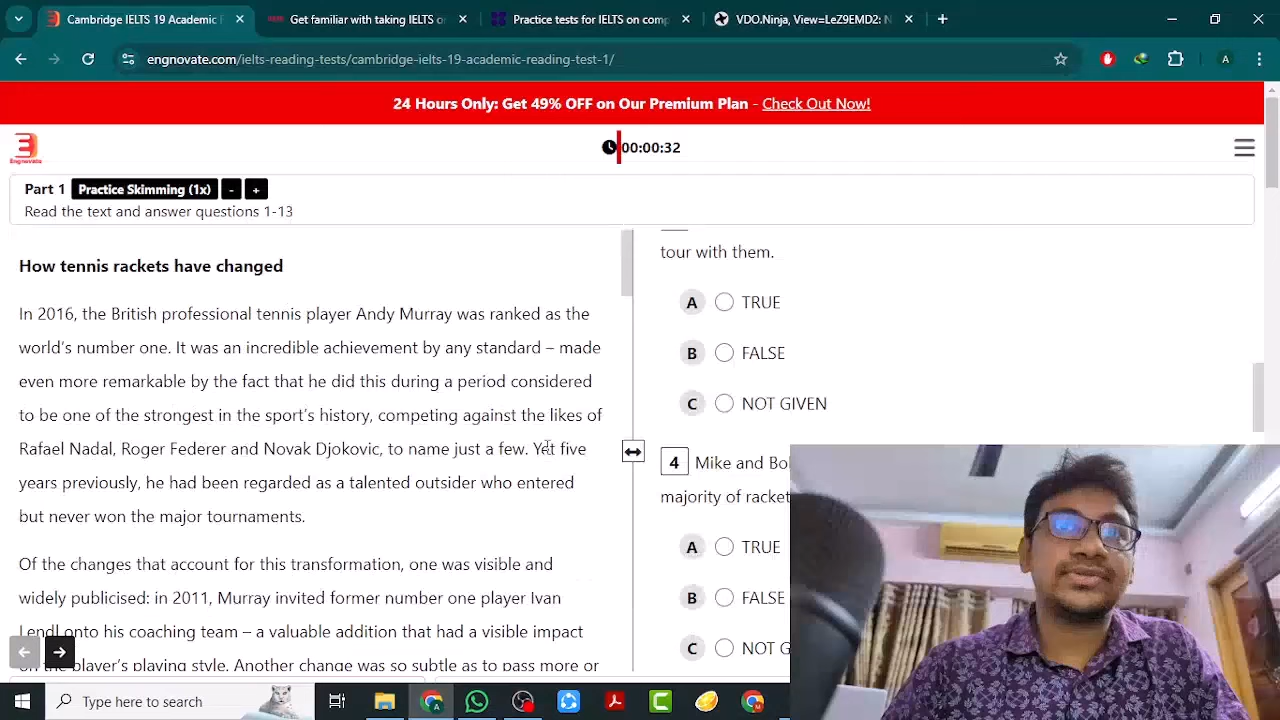 Cambridge IELTS 19 Academic F
Get familiar with taking IELTS o
Practice tests for IELTS on comp
VDO.Ninja, View=LeZ9EMD2: N
engnovate.com/ielts-reading-tests/cambridge-ielts-19-academic-reading-test-1/
A
24 Hours Only: Get 49% OFF on Our Premium Plan - Check Out Now!
Engnovate
00:00:32
Part 1 Practice Skimming (1x) - +
Read the text and answer questions 1-13
How tennis rackets have changed
In 2016, the British professional tennis player Andy Murray was ranked as the
world's number one. It was an incredible achievement by any standard – made
even more remarkable by the fact that he did this during a period considered
to be one of the strongest in the sport's history, competing against the likes of
Rafael Nadal, Roger Federer and Novak Djokovic, to name just a few. Yet five
years previously, he had been regarded as a talented outsider who entered
but never won the major tournaments.
Of the changes that account for this transformation, one was visible and
widely publicised: in 2011, Murray invited former number one player Ivan
Lendl onto his coaching team – a valuable addition that had a visible impact
on the player's playing style. Another change was so subtle as to pass more or
tour with them.
A TRUE
B FALSE
C NOT GIVEN
4 Mike and Bo
majority of racket
A TRUE
B FALSE
C NOT G
Type here to search